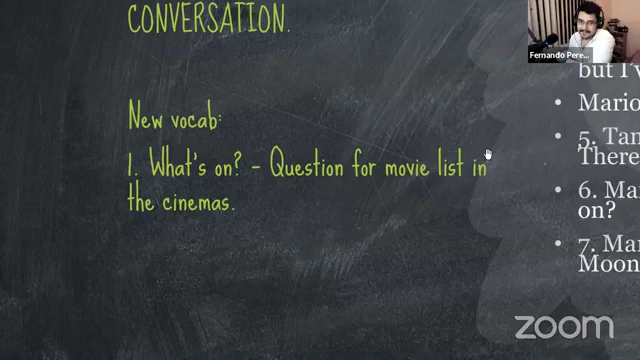 CONVERSATION.
New vocab:
1. What's on? - Question for movie list in
the cinemas.
Fernando Pere...
but I'v
• Mario
• 5. Tan
There
• 6. Ma
on?
• 7. Mar
Moon
zoom